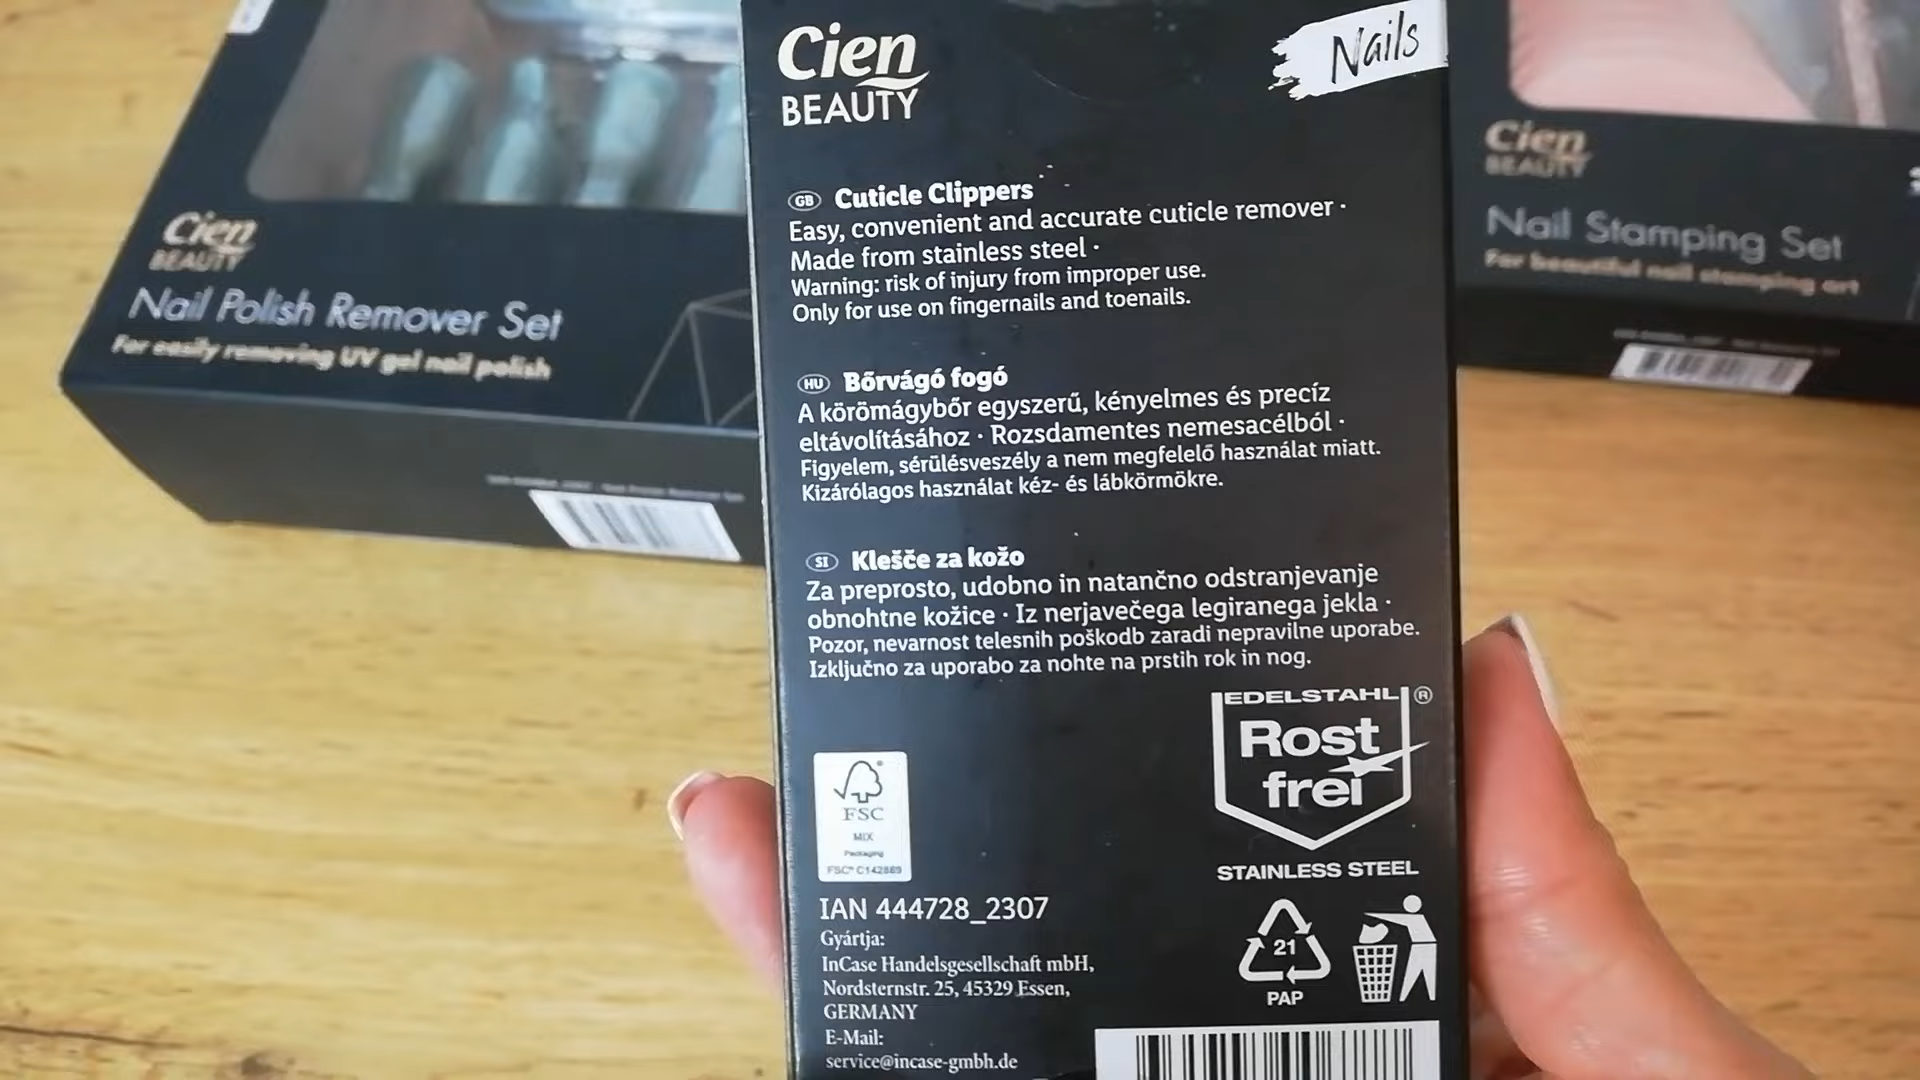 Cien
BEAUTY
Nail Polish Remover Set
For easily removing UV gel nail polish
Cien
BEAUTY
Nails
GB Cuticle Clippers
Easy, convenient and accurate cuticle remover ·
Made from stainless steel ·
Warning: risk of injury from improper use.
Only for use on fingernails and toenails.
HU Bőrvágó fogó
A körömágybőr egyszerű, kényelmes és precíz
eltávolításához · Rozsdamentes nemesacélból ·
Figyelem, sérülésveszély a nem megfelelő használat miatt.
Kizárólagos használat kéz- és lábkörmökre.
SI Klešče za kožo
Za preprosto, udobno in natančno odstranjevanje
obnohtne kožice · Iz nerjavečega legiranega jekla ·
Pozor, nevarnost telesnih poškodb zaradi nepravilne uporabe.
Izključno za uporabo za nohte na prstih rok in nog.
EDELSTAHL ®
Rost
frei
STAINLESS STEEL
FSC
MIX
Packaging
FSC® C142869
IAN 444728_2307
Gyártja:
InCase Handelsgesellschaft mbH,
Nordsternstr. 25, 45329 Essen,
GERMANY
E-Mail:
service@incase-gmbh.de
21
PAP
Cien
BEAUTY
Nail Stamping Set
For beautiful nail stamping art